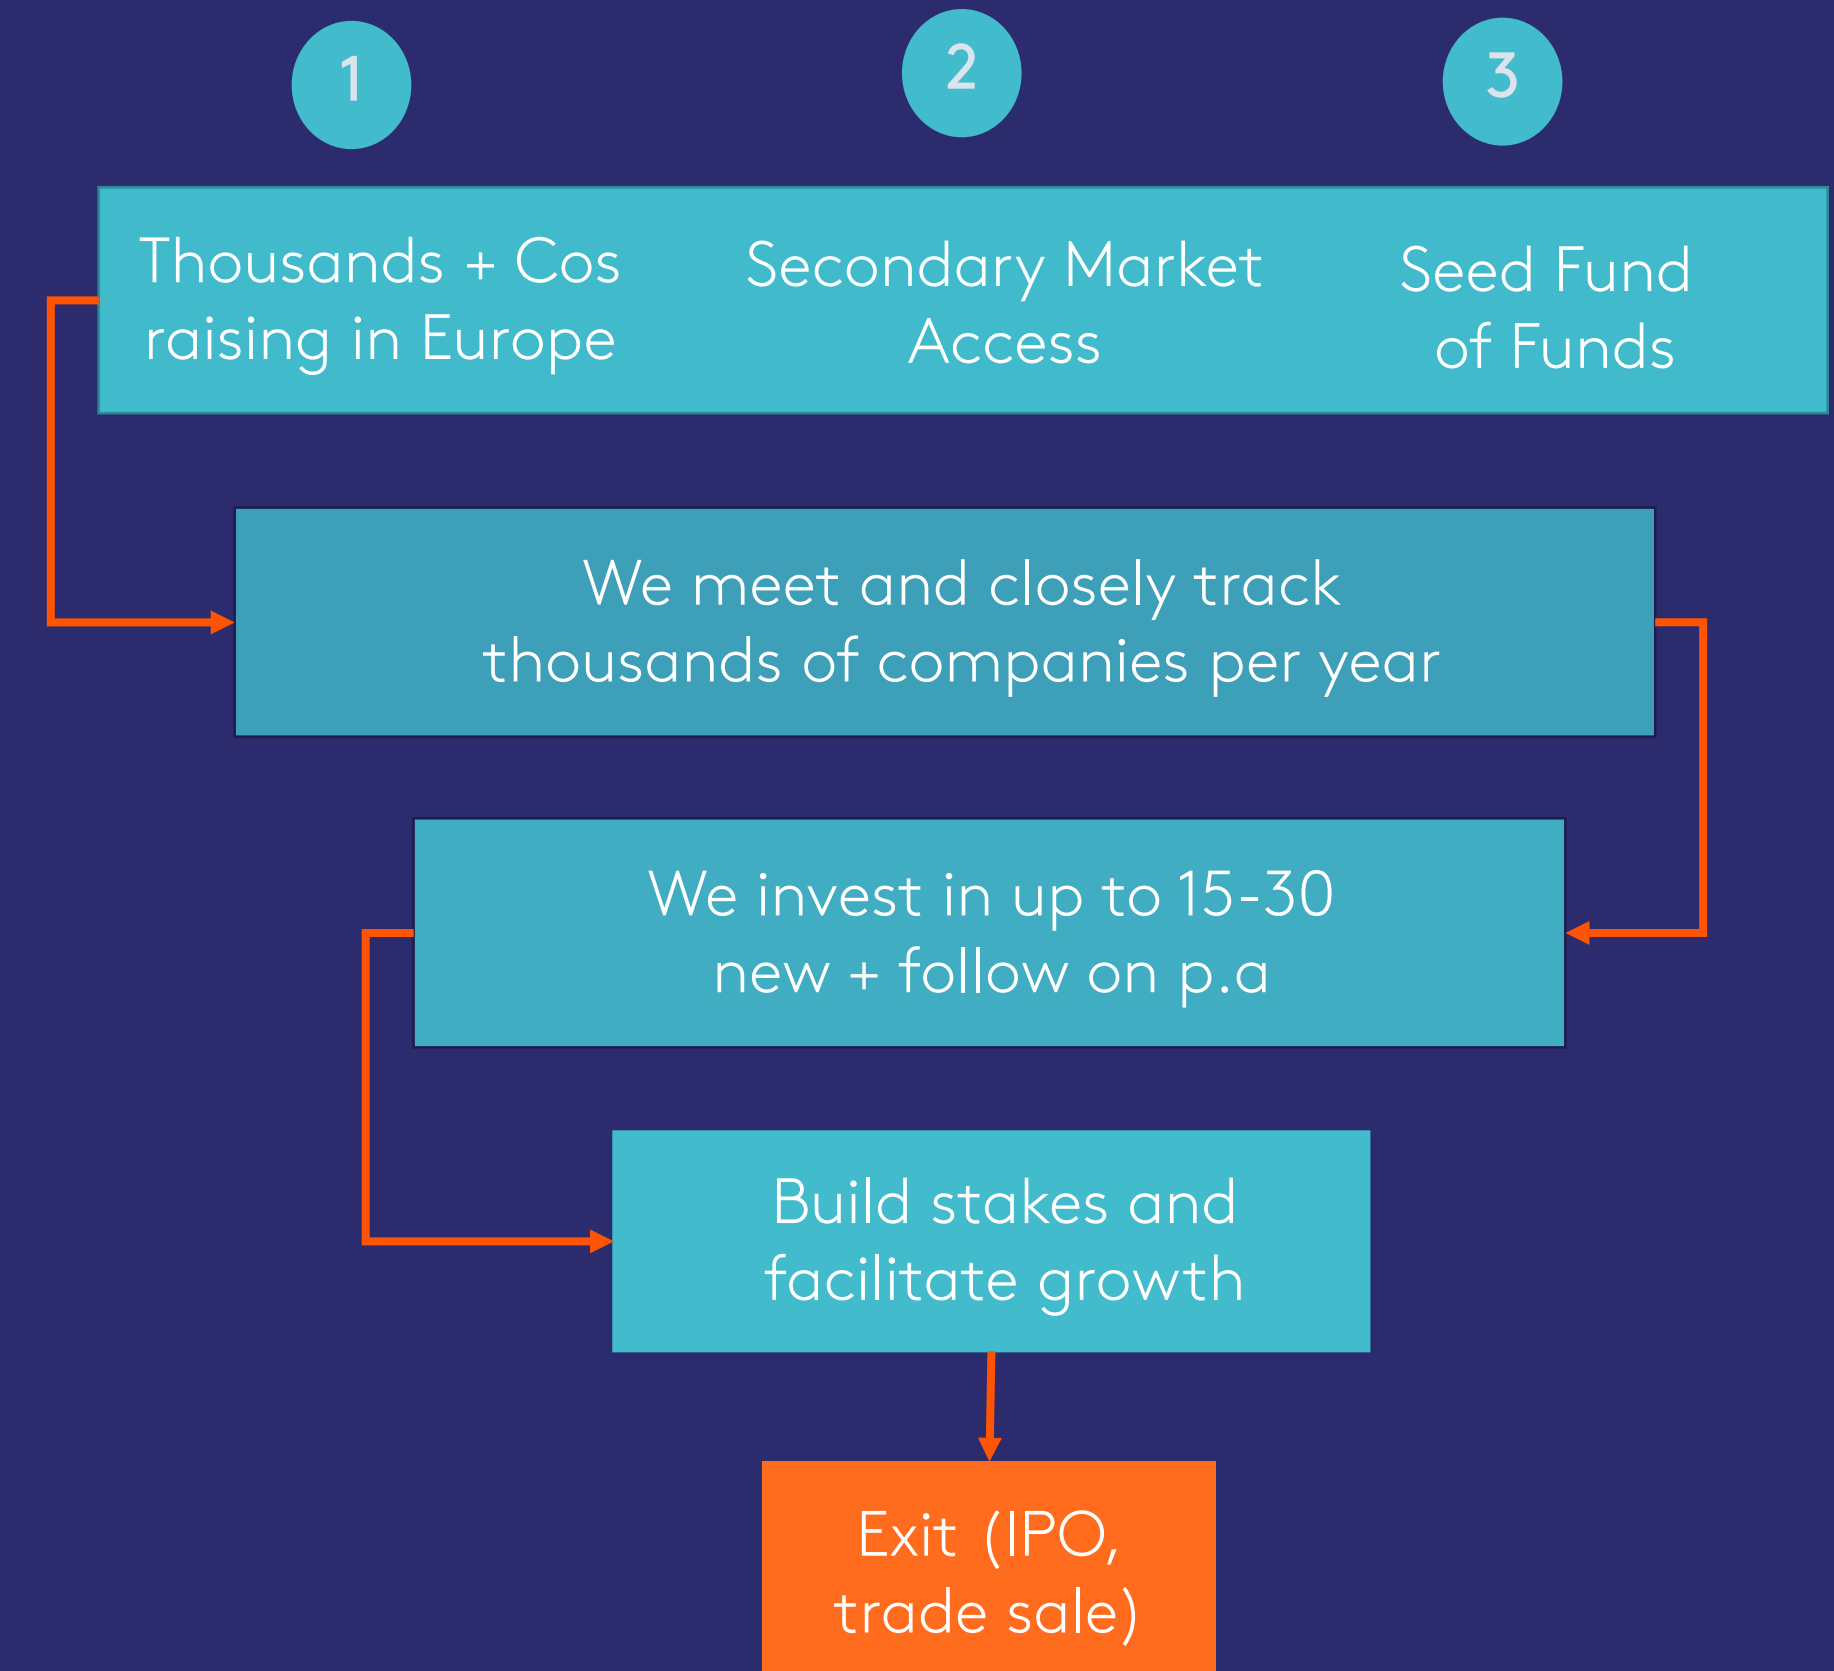 1
2
3
Thousands + Cos
raising in Europe
Secondary Market
Access
Seed Fund
of Funds
We meet and closely track
thousands of companies per year
We invest in up to 15-30
new + follow on p.a
Build stakes and
facilitate growth
Exit (IPO,
trade sale)